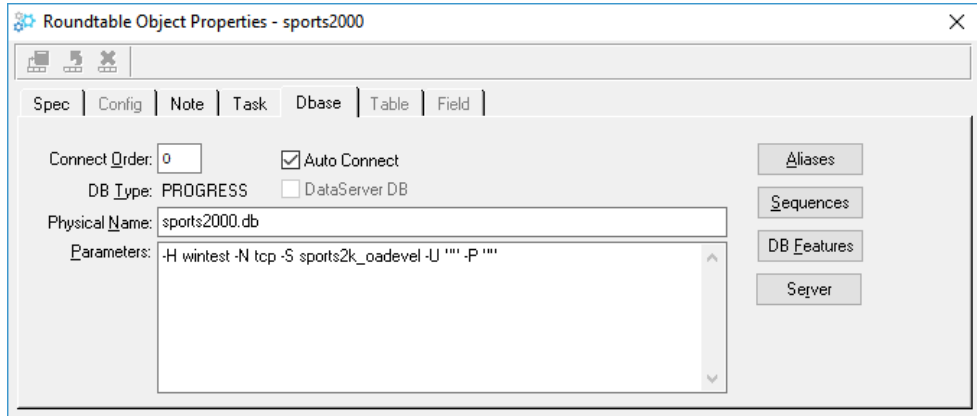 Roundtable Object Properties - sports2000
Spec Config Note Task Dbase Table Field
Connect Order: 0 Auto Connect Aliases
DB Type: PROGRESS DataServer DB
Sequences
Physical Name: sports2000.db
Parameters: -H wintest -N tcp -S sports2k_oadevel -U '"" -P '""
DB Features
Server